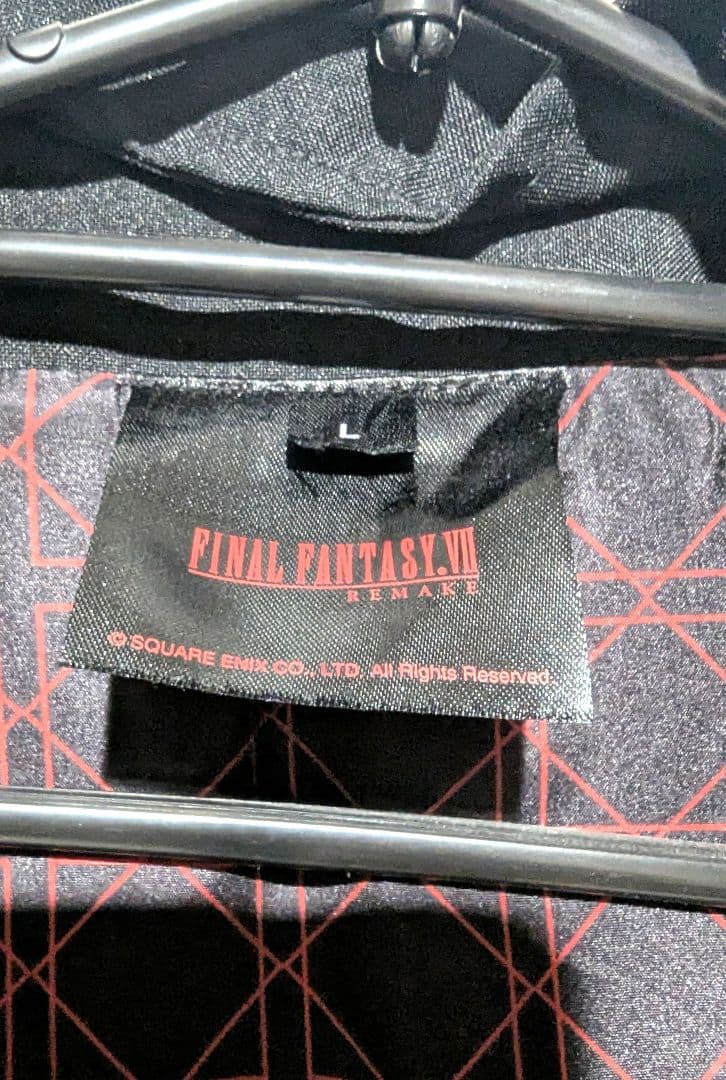 L
FINAL FANTASY.VII
REMAKE
© SQUARE ENIX CO., LTD. All Rights Reserved.